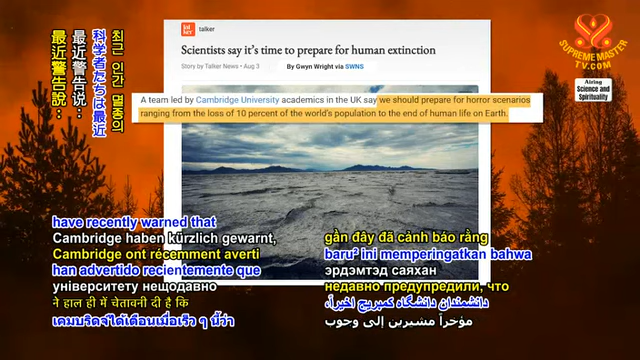 talker
Scientists say it’s time to prepare for human extinction
Story by Talker News • Aug 3
By Gwyn Wright via SWNS
A team led by Cambridge University academics in the UK say we should prepare for horror scenarios
ranging from the loss of 10 percent of the world's population to the end of human life on Earth.
SUPREME MASTER
TV.COM
Airing
Science and
Spirituality
최근 인간 멸종의
科学者たちは最近
最近警告说：
最近警告說：
have recently warned that
Cambridge haben kürzlich gewarnt,
Cambridge ont récemment averti
han advertido recientemente que
університету нещодавно
ने हाल ही में चेतावनी दी है कि
เคมบริดจ์ได้เตือนเมื่อเร็ว ๆ นี้ว่า
gần đây đã cảnh báo rằng
baru² ini memperingatkan bahwa
эрдэмтэд саяхан
недавно предупредили, что
دانشمندان دانشگاه کمبریج اخیراً،
مؤخراً مشيرين إلى وجوب